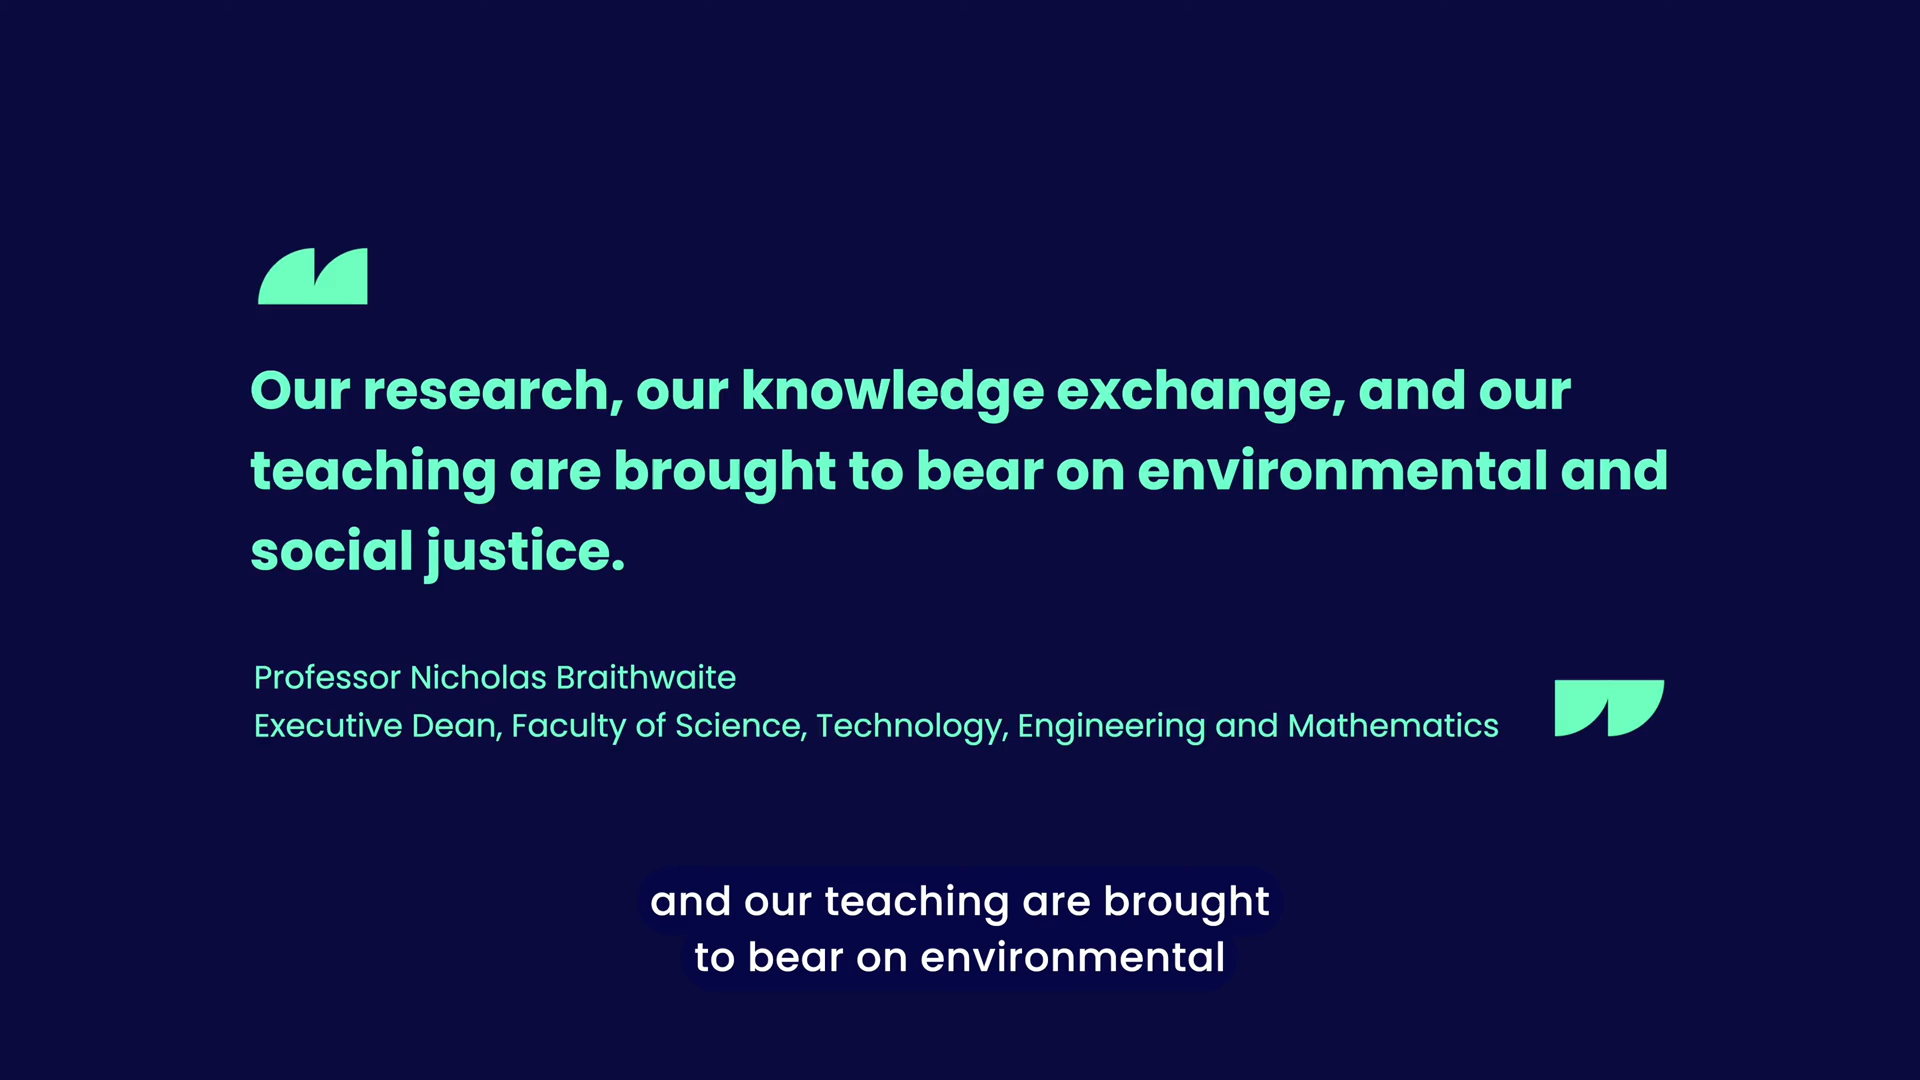 Our research, our knowledge exchange, and our
teaching are brought to bear on environmental and
social justice.
Professor Nicholas Braithwaite
Executive Dean, Faculty of Science, Technology, Engineering and Mathematics
and our teaching are brought
to bear on environmental